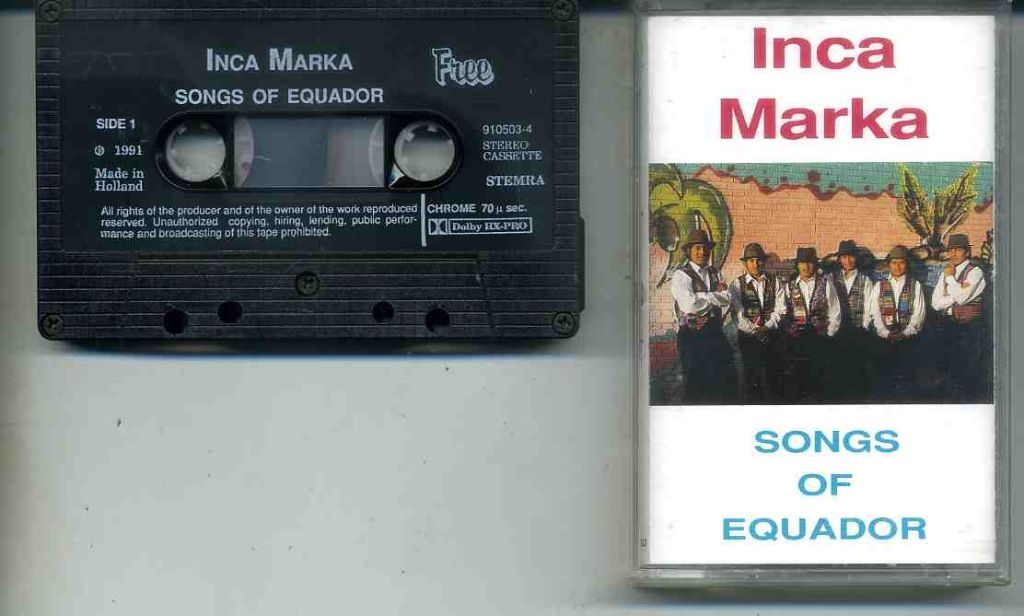 INCA MARKA
Free
SONGS OF EQUADOR
SIDE 1
℗ 1991
Made in
Holland
910503-4
STEREO
CASSETTE
STEMRA
All rights of the producer and of the owner of the work reproduced
reserved. Unauthorized copying, hiring, lending, public perfor-
mance and broadcasting of this tape prohibited.
CHROME 70 µ sec.
Dolby HX-PRO
Inca
Marka
SONGS
OF
EQUADOR